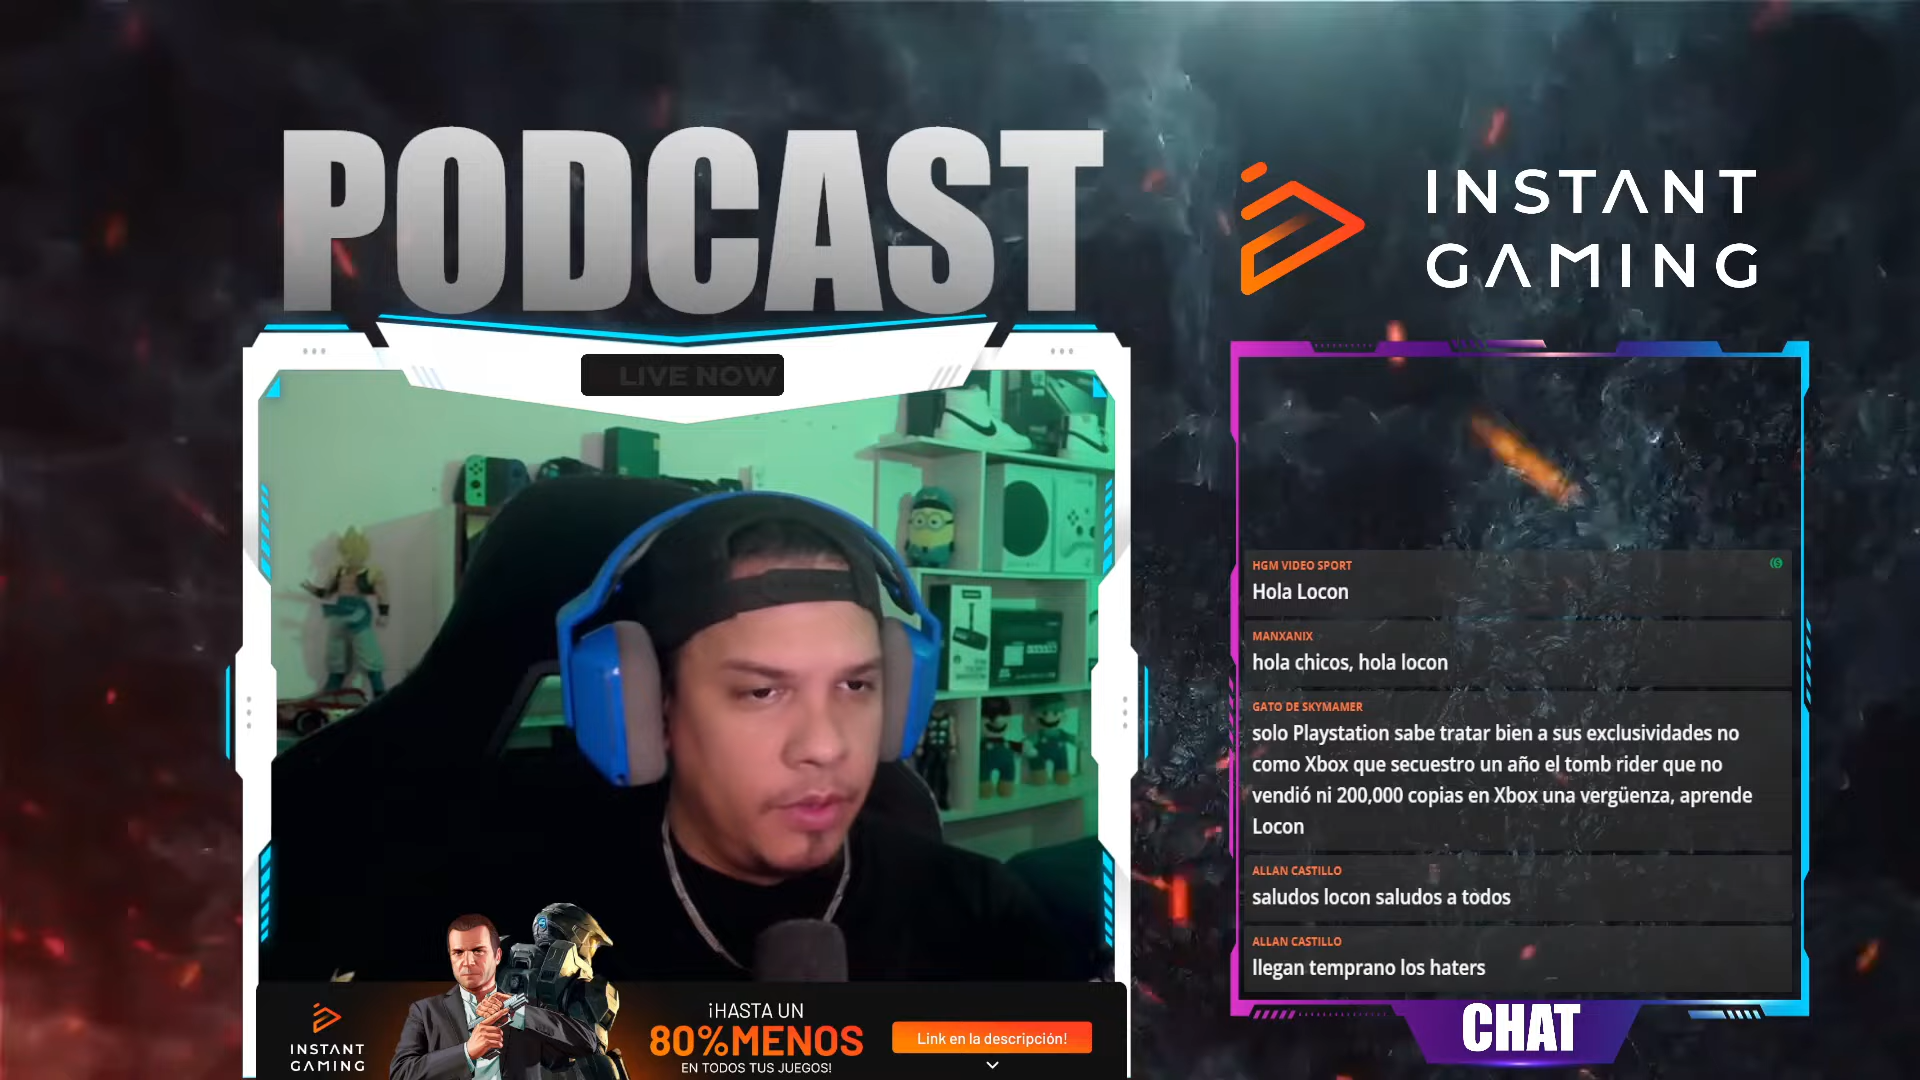 PODCAST
INSTANT
GAMING
LIVE NOW
HGM VIDEO SPORT
Hola Locon
MANXANIX
hola chicos, hola locon
GATO DE SKYMAMER
solo Playstation sabe tratar bien a sus exclusividades no
como Xbox que secuestro un año el tomb rider que no
vendió ni 200,000 copias en Xbox una vergüenza, aprende
Locon
ALLAN CASTILLO
saludos locon saludos a todos
ALLAN CASTILLO
llegan temprano los haters
CHAT
INSTANT
GAMING
¡HASTA UN
80%MENOS
EN TODOS TUS JUEGOS!
Link en la descripción!